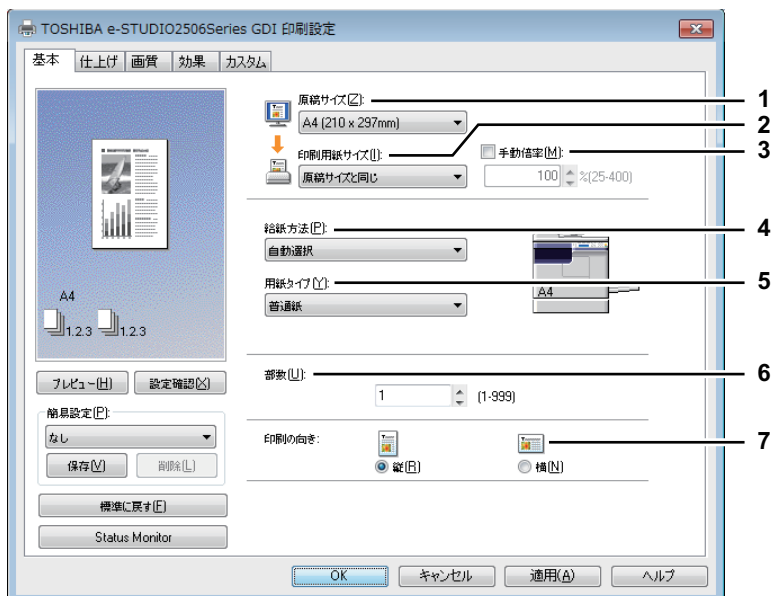 TOSHIBA e-STUDIO2506Series GDI 印刷設定
基本 仕上げ 画質 効果 カスタム
原稿サイズ(Z): 1
A4 (210 x 297mm)
印刷用紙サイズ(I): 2
手動倍率(M): 3
原稿サイズと同じ
100 %(25-400)
給紙方法(P): 4
自動選択
用紙タイプ(Y): 5
普通紙
A4
A4
1.2.3 1.2.3
部数(U): 6
1 (1-999)
プレビュー(H) 設定確認(X)
簡易設定(P):
なし
保存(V) 削除(L)
印刷の向き: 7
縦(R) 横(N)
標準に戻す(F)
Status Monitor
OK キャンセル 適用(A) ヘルプ